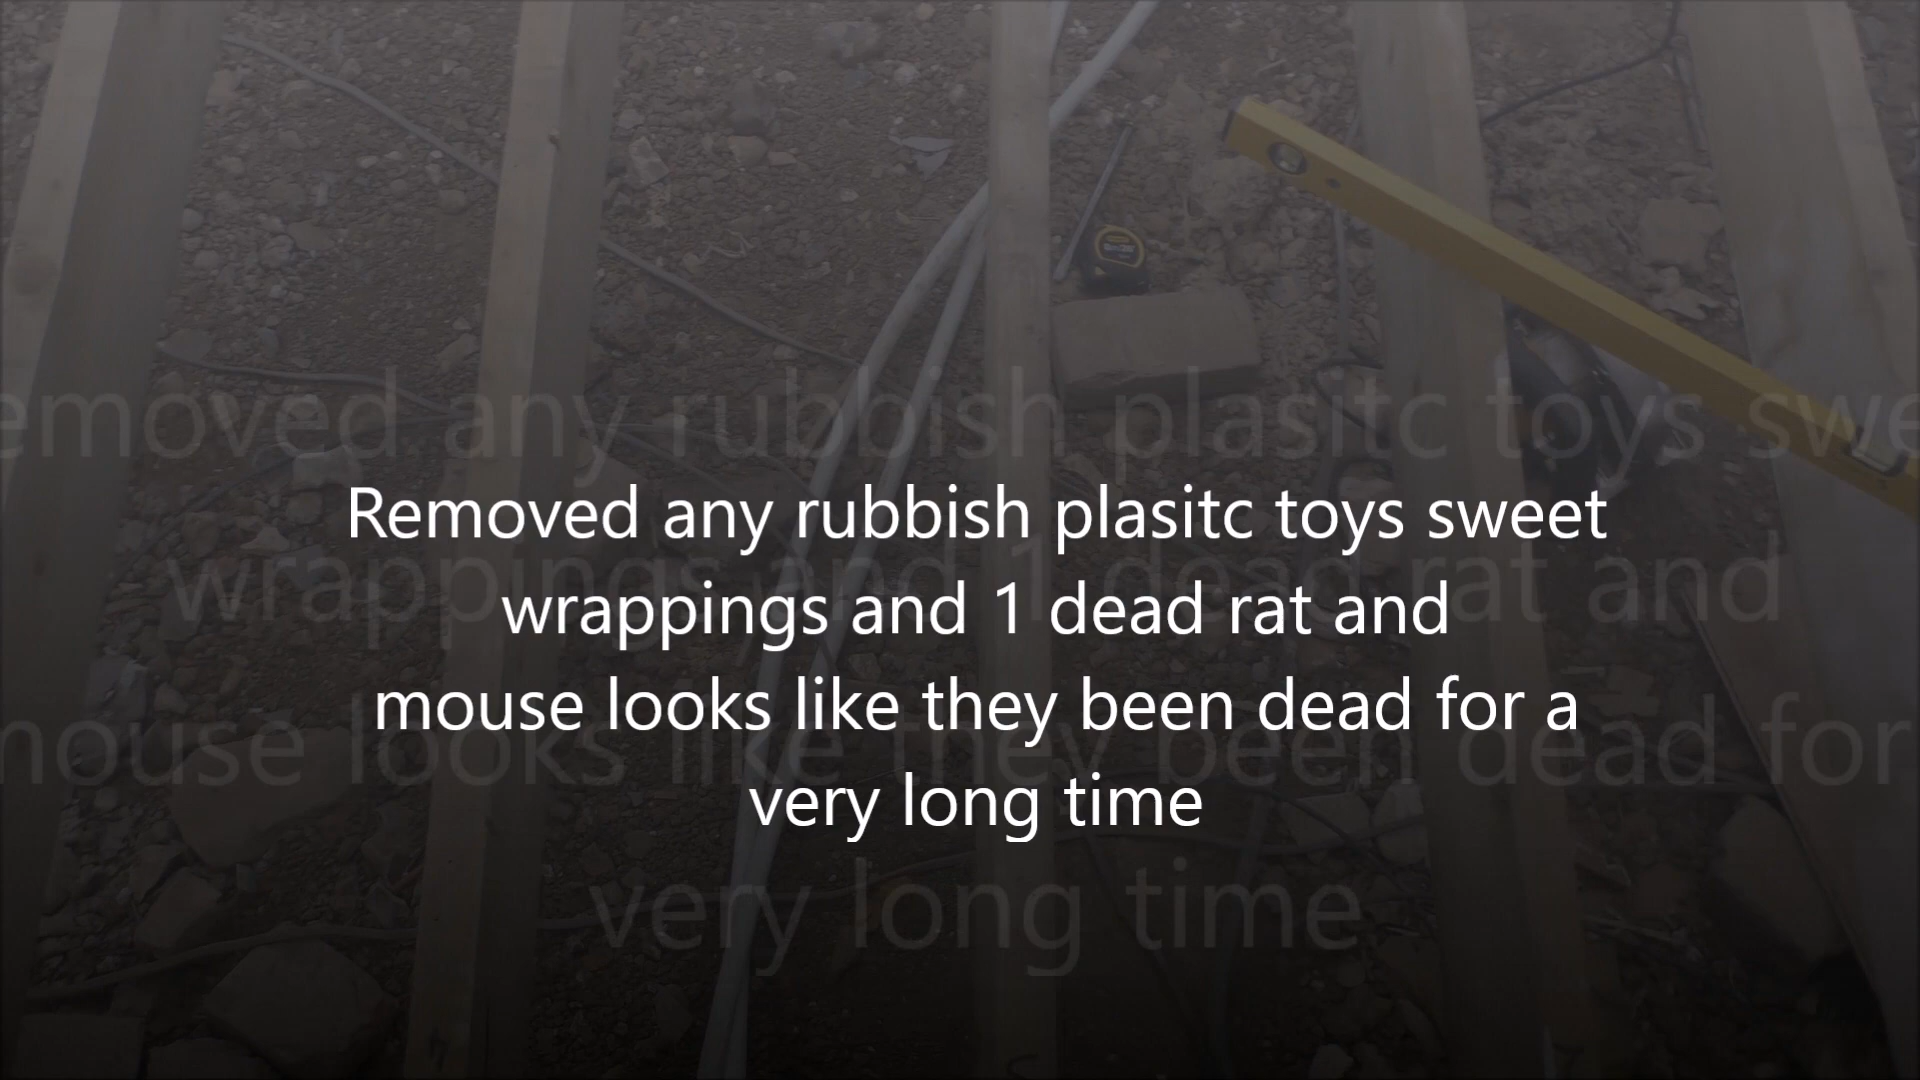 Removed any rubbish plasitc toys sweet
wrappings and 1 dead rat and
mouse looks like they been dead for a
very long time